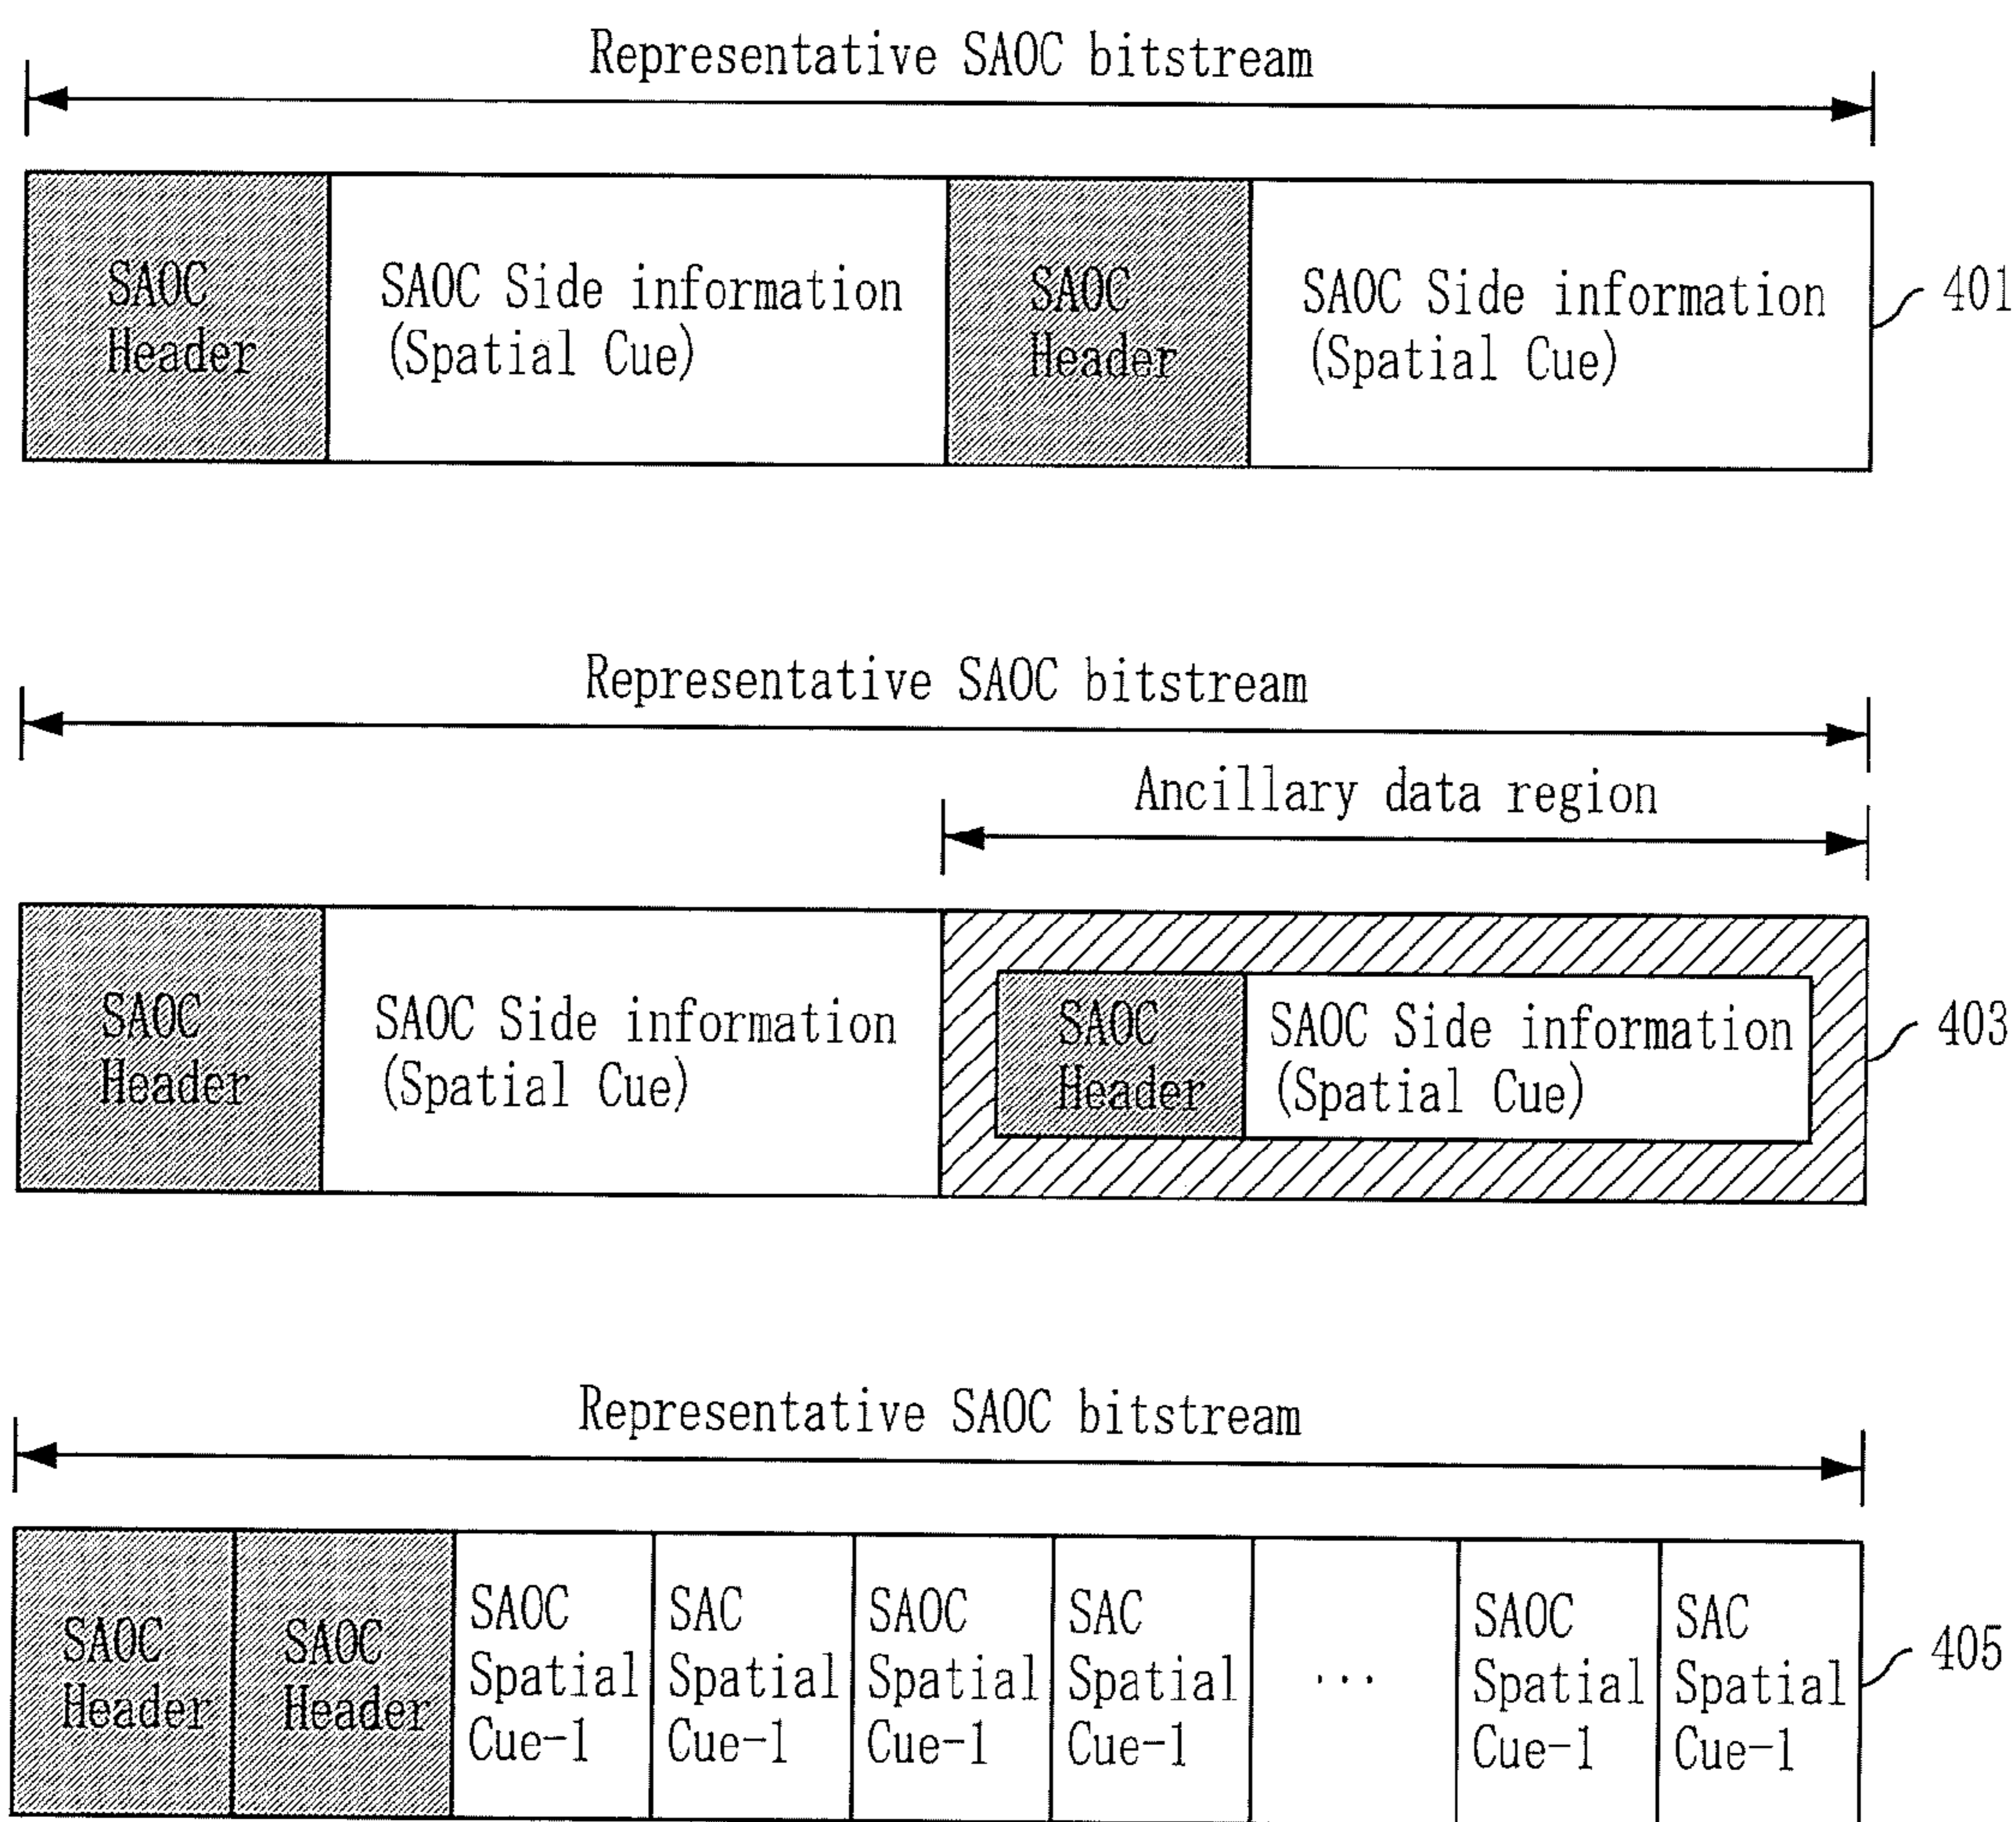 Representative SAOC bitstream
SAOC
Header
SAOC Side information
(Spatial Cue)
SAOC
Header
SAOC Side information
(Spatial Cue)
401
Representative SAOC bitstream
Ancillary data region
SAOC
Header
SAOC Side information
(Spatial Cue)
SAOC
Header
SAOC Side information
(Spatial Cue)
403
Representative SAOC bitstream
SAOC
Header
SAOC
Header
SAOC
Spatial
Cue-1
SAC
Spatial
Cue-1
SAOC
Spatial
Cue-1
SAC
Spatial
Cue-1
...
SAOC
Spatial
Cue-1
SAC
Spatial
Cue-1
405